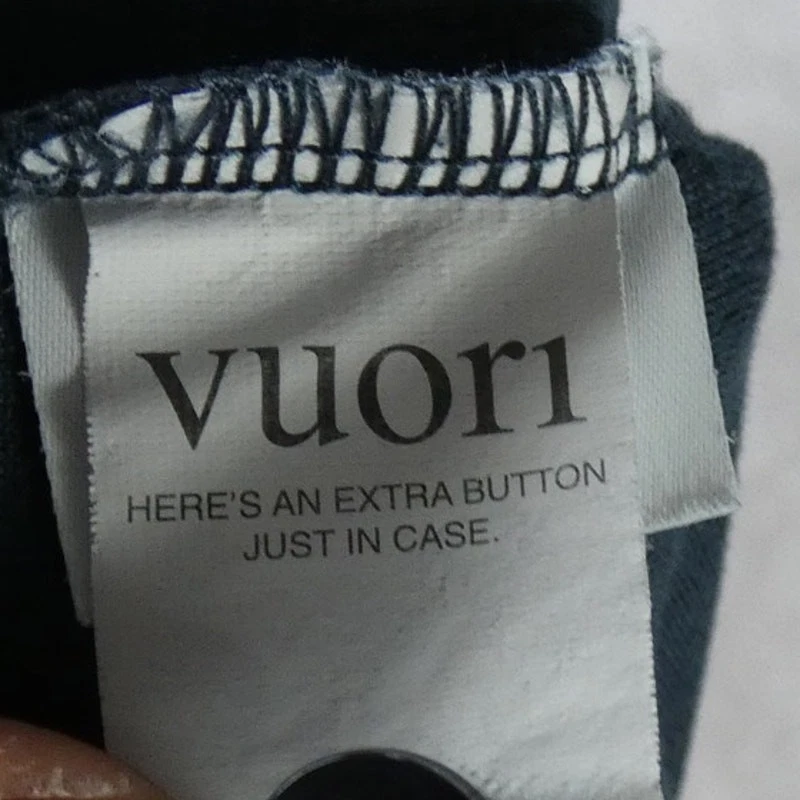 vuori
HERE'S AN EXTRA BUTTON
JUST IN CASE.